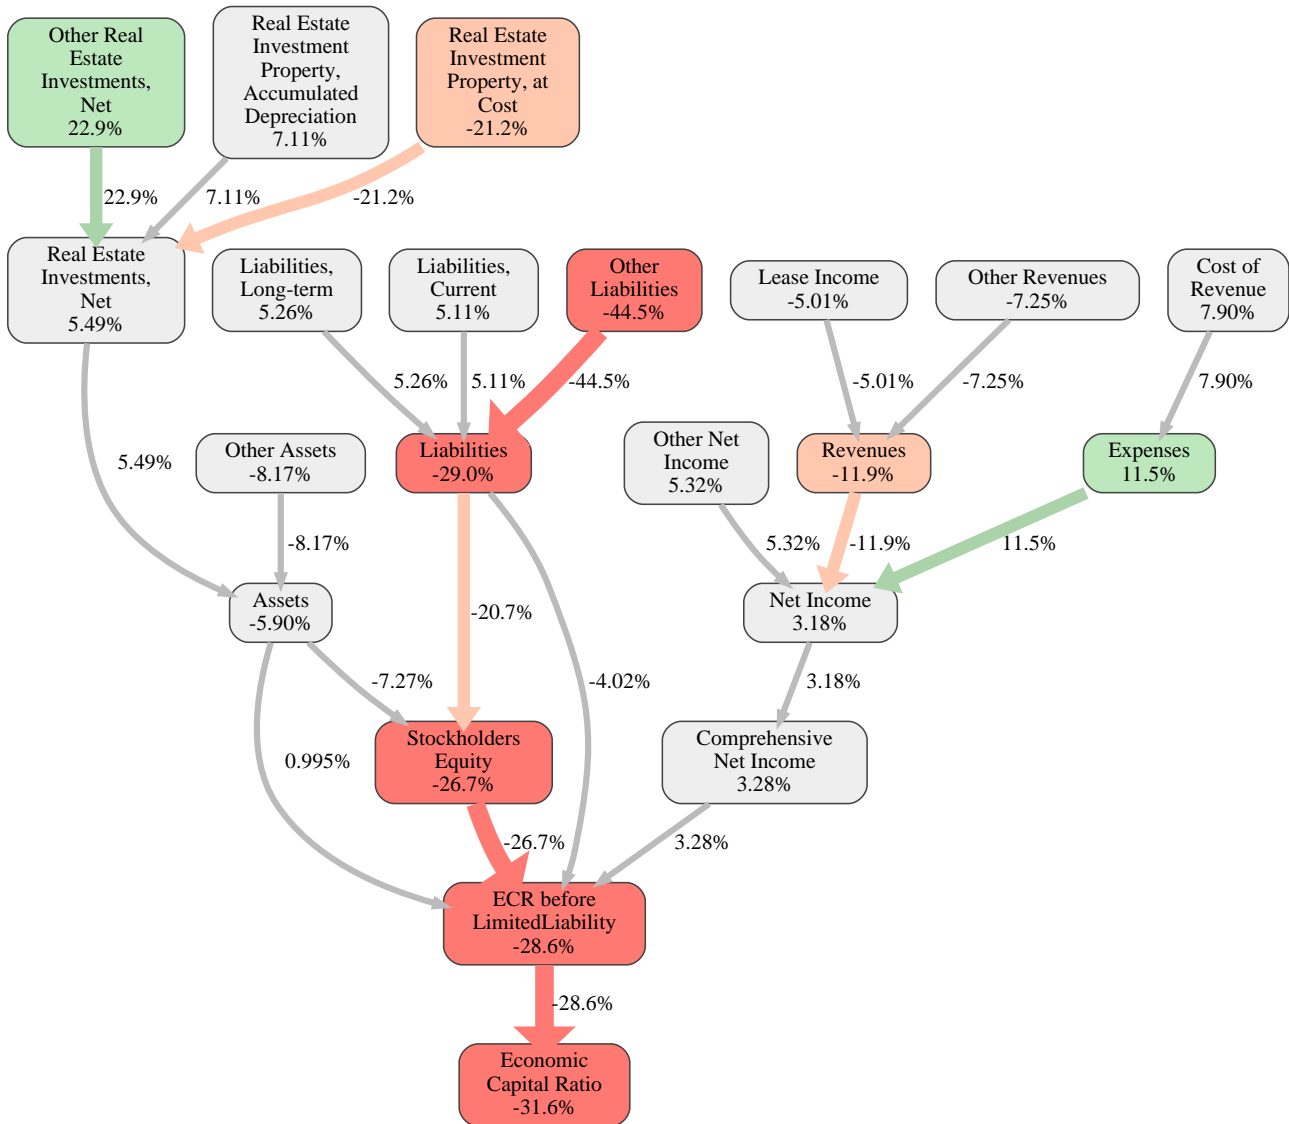 Other Real
Estate
Investments,
Net
22.9%
Real Estate
Investment
Property,
Accumulated
Depreciation
7.11%
Real Estate
Investment
Property, at
Cost
-21.2%
22.9%
7.11%
-21.2%
Real Estate
Investments,
Net
5.49%
Liabilities,
Long-term
5.26%
Liabilities,
Current
5.11%
Other
Liabilities
-44.5%
Lease Income
-5.01%
Other Revenues
-7.25%
Cost of
Revenue
7.90%
5.26%
5.11%
-44.5%
-5.01%
-7.25%
7.90%
5.49%
Other Assets
-8.17%
Liabilities
-29.0%
Other Net
Income
5.32%
Revenues
-11.9%
Expenses
11.5%
-8.17%
5.32%
-11.9%
11.5%
Assets
-5.90%
-20.7%
Net Income
3.18%
-7.27%
-4.02%
3.18%
0.995%
Stockholders
Equity
-26.7%
Comprehensive
Net Income
3.28%
-26.7%
3.28%
ECR before
LimitedLiability
-28.6%
-28.6%
Economic
Capital Ratio
-31.6%